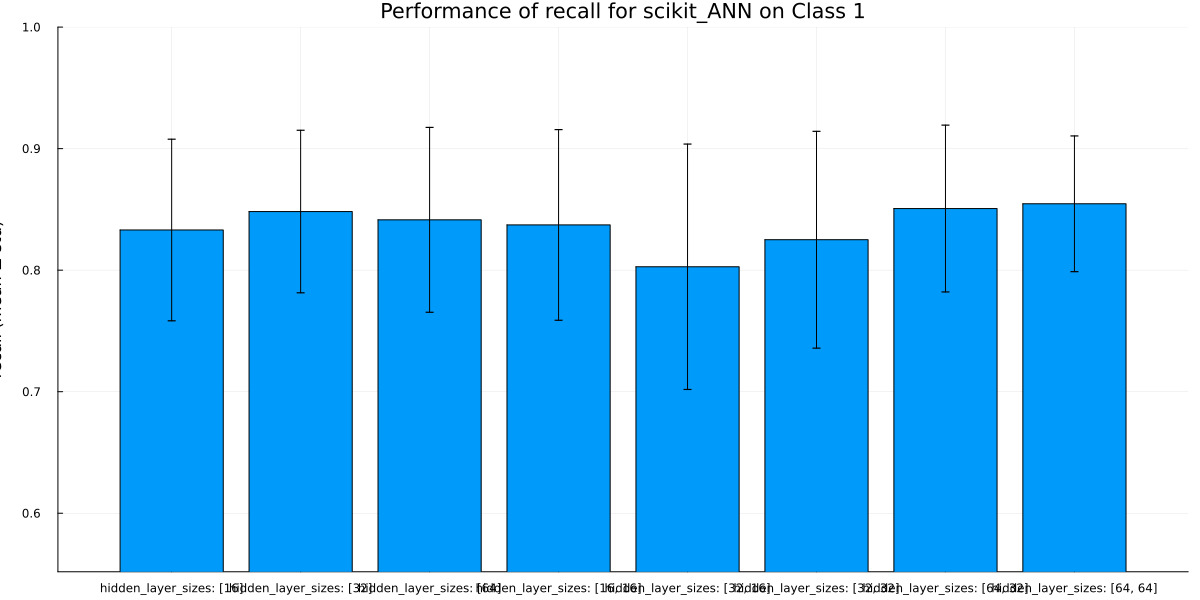 Performance of recall for scikit_ANN on Class 1
1.0
0.9
0.8
0.7
0.6
hidden_layer_sizes: [16]
hidden_layer_sizes: [32]
hidden_layer_sizes: [64]
hidden_layer_sizes: [16, 16]
hidden_layer_sizes: [32, 16]
hidden_layer_sizes: [32, 32]
hidden_layer_sizes: [64, 32]
hidden_layer_sizes: [64, 64]